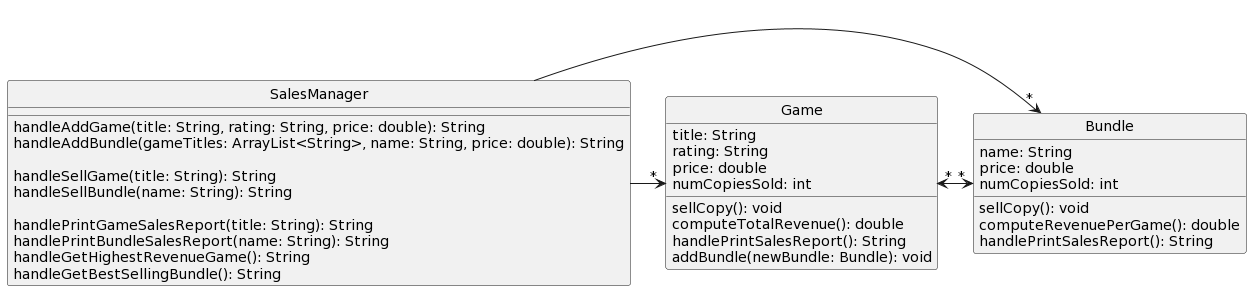 SalesManager
handleAddGame(title: String, rating: String, price: double): String
handleAddBundle(gameTitles: ArrayList<String>, name: String, price: double): String
handleSellGame(title: String): String
handleSellBundle(name: String): String
handlePrintGameSalesReport(title: String): String
handlePrintBundleSalesReport(name: String): String
handleGetHighestRevenueGame(): String
handleGetBestSellingBundle(): String
*
Game
title: String
rating: String
price: double
numCopiesSold: int
sellCopy(): void
computeTotalRevenue(): double
handlePrintSalesReport(): String
addBundle(newBundle: Bundle): void
* *
*
Bundle
name: String
price: double
numCopiesSold: int
sellCopy(): void
computeRevenuePerGame(): double
handlePrintSalesReport(): String